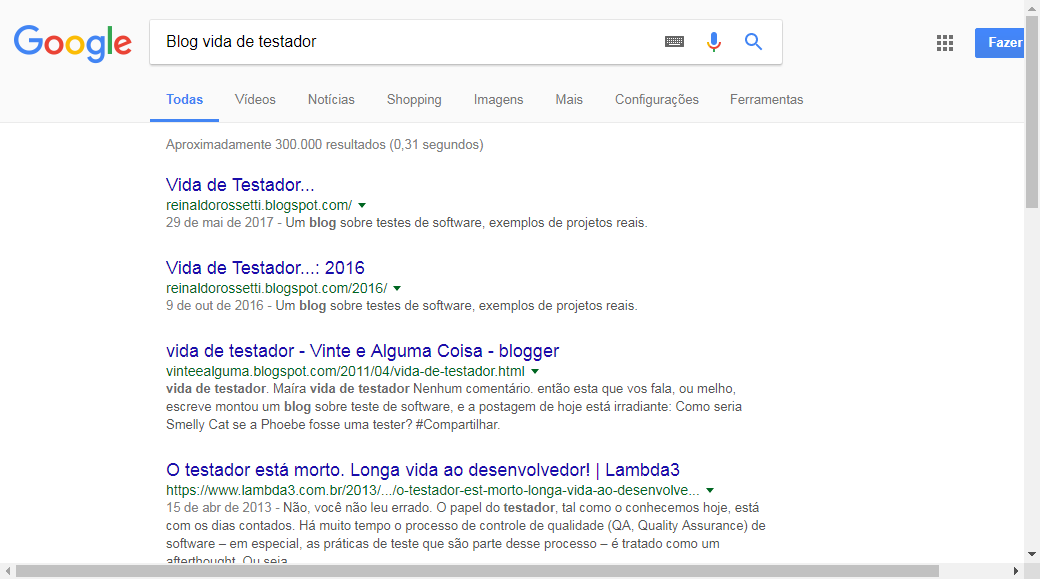 Google
Blog vida de testador
Fazer
Todas Vídeos Notícias Shopping Imagens Mais Configurações Ferramentas
Aproximadamente 300.000 resultados (0,31 segundos)
Vida de Testador...
reinaldorossetti.blogspot.com/
29 de mai de 2017 - Um blog sobre testes de software, exemplos de projetos reais.
Vida de Testador...: 2016
reinaldorossetti.blogspot.com/2016/
9 de out de 2016 - Um blog sobre testes de software, exemplos de projetos reais.
vida de testador - Vinte e Alguma Coisa - blogger
vinteealguma.blogspot.com/2011/04/vida-de-testador.html
vida de testador. Maíra vida de testador Nenhum comentário. então esta que vos fala, ou melhor,
escreve montou um blog sobre teste de software, e a postagem de hoje está irradiante: Como seria
Smelly Cat se a Phoebe fosse uma tester? #Compartilhar.
O testador está morto. Longa vida ao desenvolvedor! | Lambda3
https://www.lambda3.com.br/2013/.../o-testador-est-morto-longa-vida-ao-desenvolve...
15 de abr de 2013 - Não, você não leu errado. O papel do testador, tal como o conhecemos hoje, está
com os dias contados. Há muito tempo o processo de controle de qualidade (QA, Quality Assurance) de
software – em especial, as práticas de teste que são parte desse processo – é tratado como um
afterthought. Ou seja